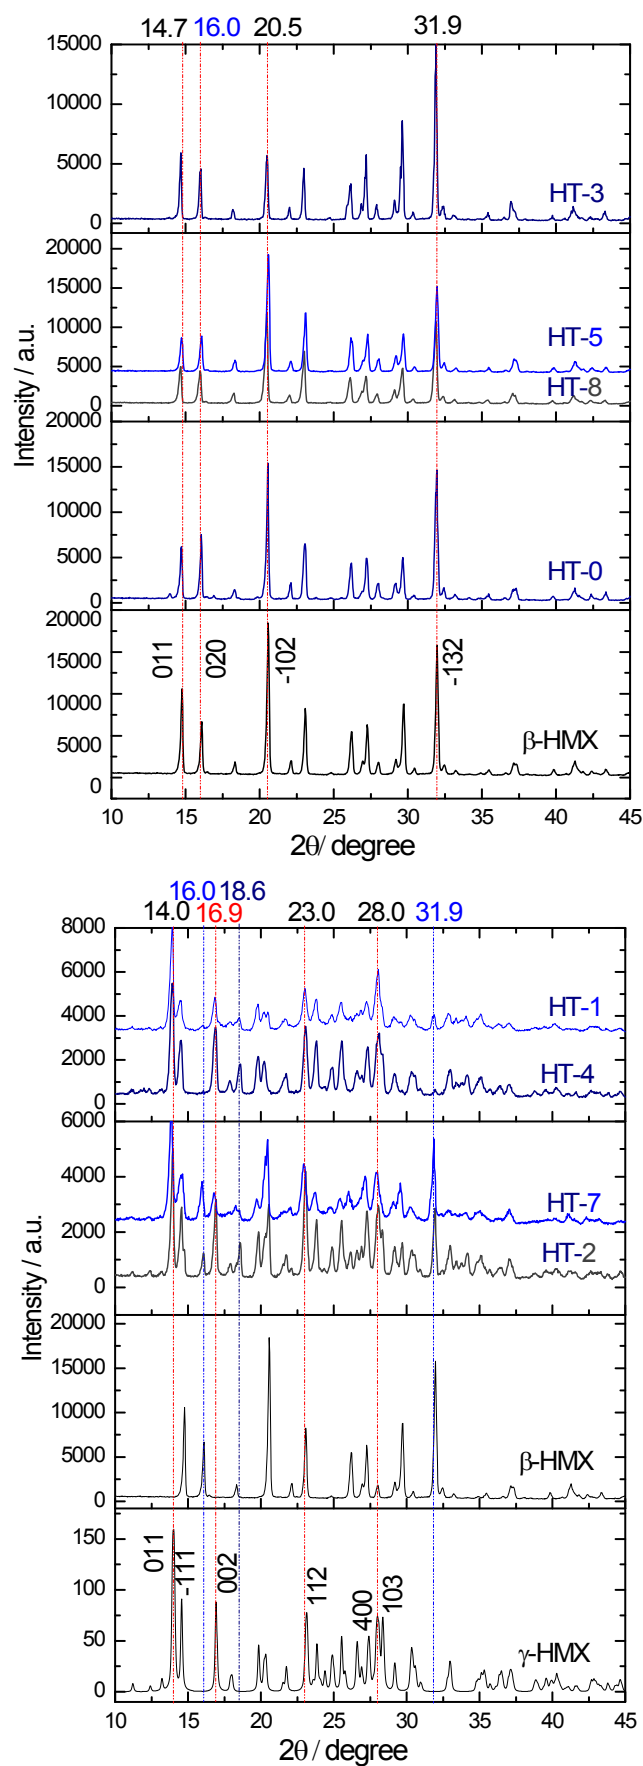 14.7 16.0 20.5 31.9
15000
10000
5000
0
HT-3
20000
15000
10000
5000
0
HT-5
HT-8
15000
10000
5000
0
HT-0
20000
15000
10000
5000
0
011
020
-102
-132
β-HMX
Intensity / a.u.
10 15 20 25 30 35 40 45
2θ/ degree
16.0 18.6
14.0 16.9 23.0 28.0 31.9
8000
6000
4000
2000
0
HT-1
HT-4
6000
4000
2000
0
HT-7
HT-2
20000
15000
10000
5000
0
β-HMX
150
100
50
0
011
-111
002
112
400
103
γ-HMX
Intensity / a.u.
10 15 20 25 30 35 40 45
2θ / degree